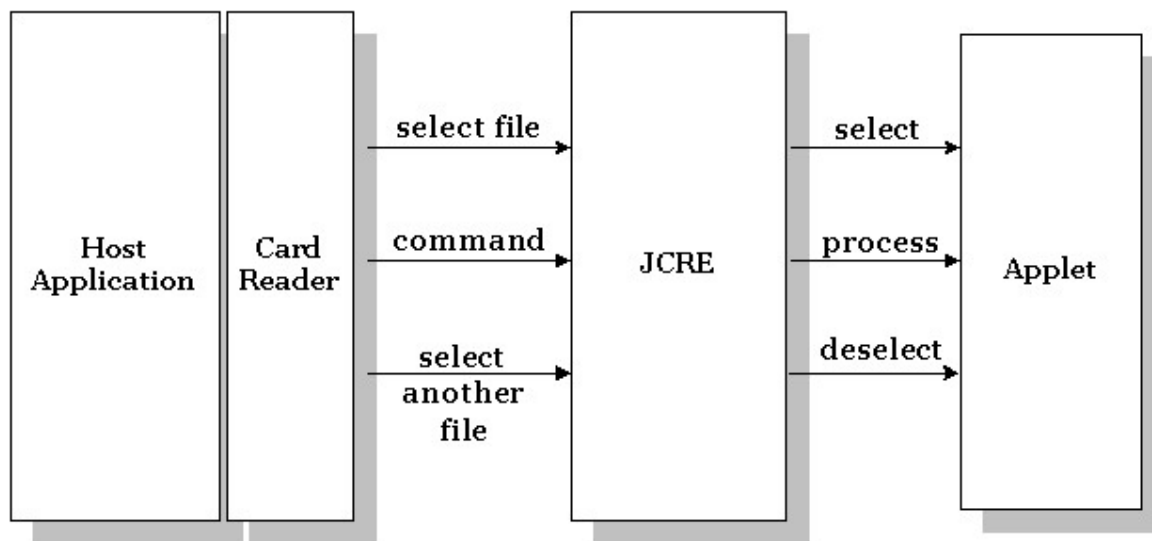 Host
Application
Card
Reader
select file
command
select
another
file
JCRE
select
process
deselect
Applet